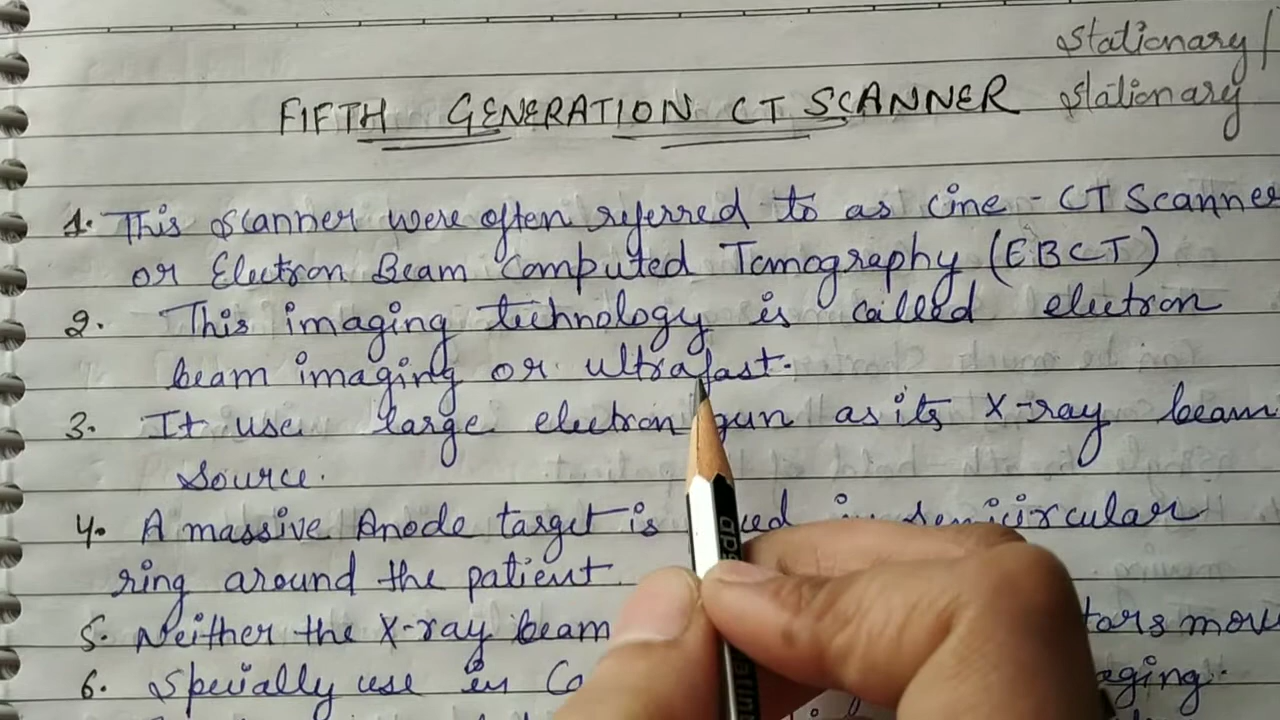 Stationary/
FIFTH GENERATION CT SCANNER stationary
1. This scanner were often referred to as Cine-CT Scanner
or Electron Beam Computed Tomography (EBCT)
2. This imaging technology is called electron
beam imaging or ultrafast.
3. It use large electron gun as its X-ray beam
source.
4. A massive Anode target is in semicircular
ring around the patient
5. Neither the X-ray beam
6. Specially use in